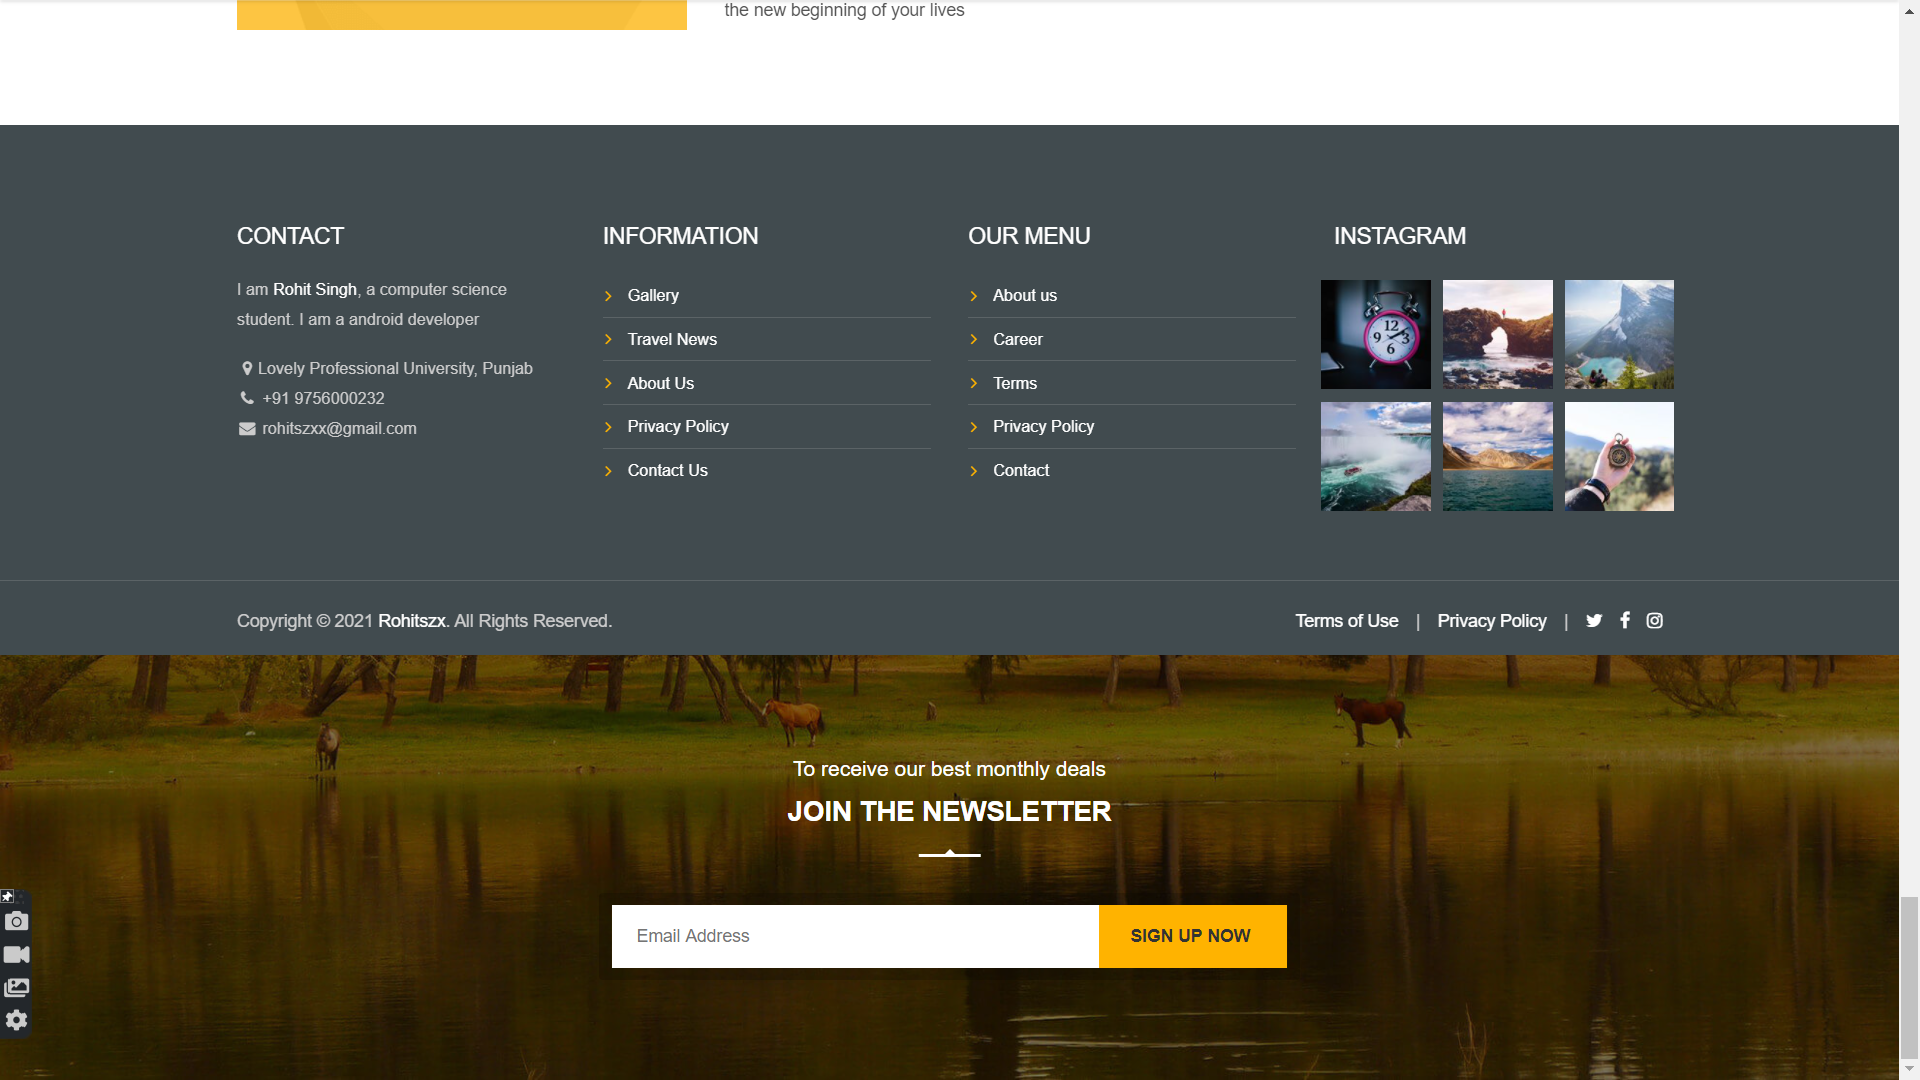 the new beginning of your lives
CONTACT
I am Rohit Singh, a computer science
student. I am a android developer
Lovely Professional University, Punjab
+91 9756000232
rohitszxx@gmail.com
INFORMATION
Gallery
Travel News
About Us
Privacy Policy
Contact Us
OUR MENU
About us
Career
Terms
Privacy Policy
Contact
INSTAGRAM
12
9 3
6
Copyright © 2021 Rohitszx. All Rights Reserved.
Terms of Use | Privacy Policy |
To receive our best monthly deals
JOIN THE NEWSLETTER
Email Address
SIGN UP NOW